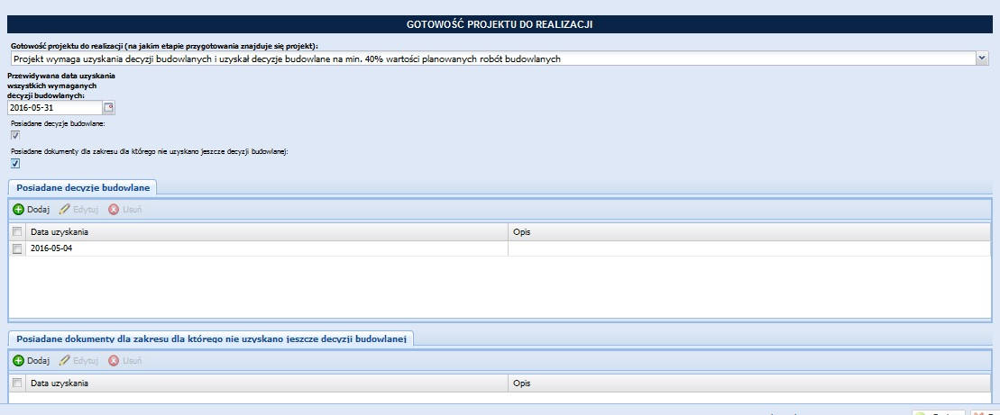 GOTOWOŚĆ PROJEKTU DO REALIZACJI
Gotowość projektu do realizacji (na jakim etapie przygotowania znajduje się projekt):
Projekt wymaga uzyskania decyzji budowlanych i uzyskał decyzje budowlane na min. 40% wartości planowanych robót budowlanych
Przewidywana data uzyskania
wszystkich wymaganych
decyzji budowlanych:
2016-05-31
Posiadane decyzje budowlane:
Posiadane dokumenty dla zakresu dla którego nie uzyskano jeszcze decyzji budowlanej:
Posiadane decyzje budowlane
Dodaj Edytuj Usuń
Data uzyskania Opis
2016-05-04
Posiadane dokumenty dla zakresu dla którego nie uzyskano jeszcze decyzji budowlanej
Dodaj Edytuj Usuń
Data uzyskania Opis